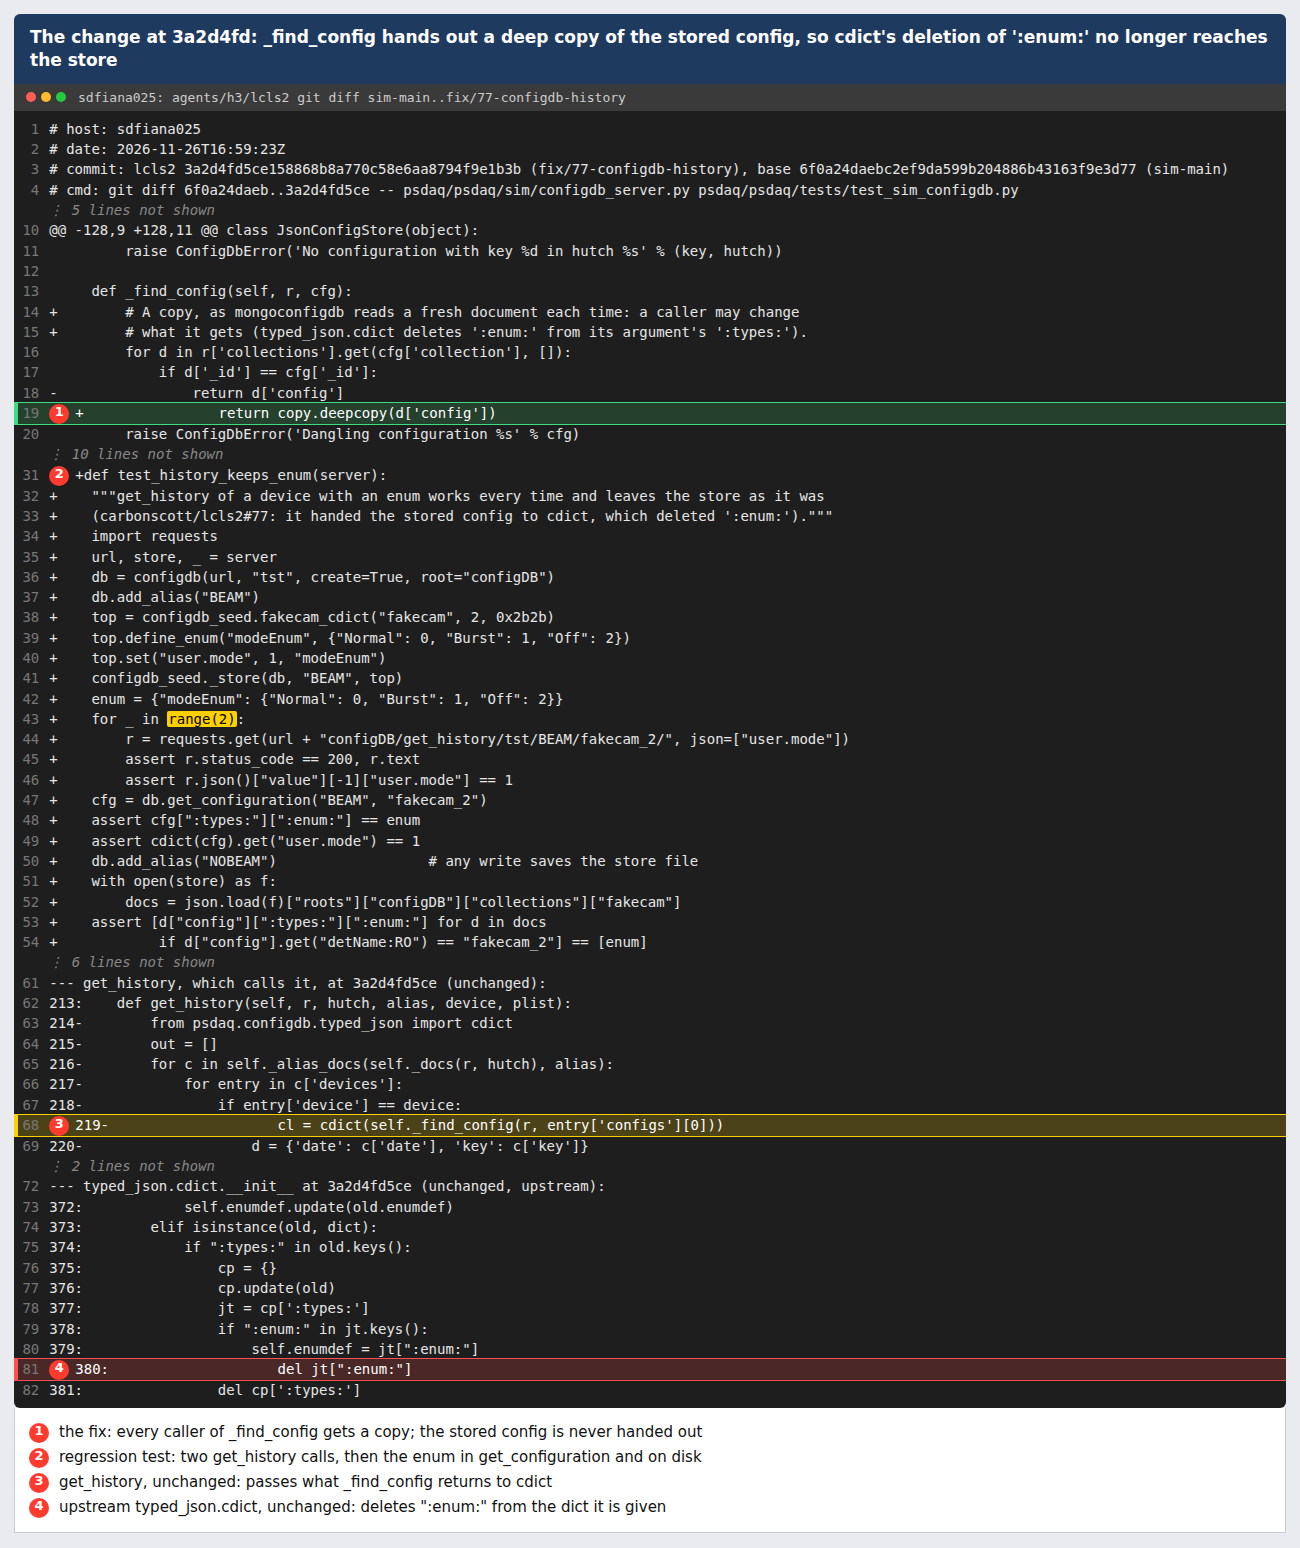 The change at 3a2d4fd: _find_config hands out a deep copy of the stored config, so cdict's deletion of ':enum:' no longer reaches
the store
sdfiana025: agents/h3/lcls2 git diff sim-main..fix/77-configdb-history
1 # host: sdfiana025
2 # date: 2026-11-26T16:59:23Z
3 # commit: lcls2 3a2d4fd5ce158868b8a770c58e6aa8794f9e1b3b (fix/77-configdb-history), base 6f0a24daebc2ef9da599b204886b43163f9e3d77 (sim-main)
4 # cmd: git diff 6f0a24daeb..3a2d4fd5ce -- psdaq/psdaq/sim/configdb_server.py psdaq/psdaq/tests/test_sim_configdb.py
⋮ 5 lines not shown
10 @@ -128,9 +128,11 @@ class JsonConfigStore(object):
11         raise ConfigDbError('No configuration with key %d in hutch %s' % (key, hutch))
12
13     def _find_config(self, r, cfg):
14 +        # A copy, as mongoconfigdb reads a fresh document each time: a caller may change
15 +        # what it gets (typed_json.cdict deletes ':enum:' from its argument's ':types:').
16         for d in r['collections'].get(cfg['collection'], []):
17             if d['_id'] == cfg['_id']:
18 -                return d['config']
19 1 +                return copy.deepcopy(d['config'])
20         raise ConfigDbError('Dangling configuration %s' % cfg)
⋮ 10 lines not shown
31 2 +def test_history_keeps_enum(server):
32 +    """get_history of a device with an enum works every time and leaves the store as it was
33 +    (carbonscott/lcls2#77: it handed the stored config to cdict, which deleted ':enum:')."""
34 +    import requests
35 +    url, store, _ = server
36 +    db = configdb(url, "tst", create=True, root="configDB")
37 +    db.add_alias("BEAM")
38 +    top = configdb_seed.fakecam_cdict("fakecam", 2, 0x2b2b)
39 +    top.define_enum("modeEnum", {"Normal": 0, "Burst": 1, "Off": 2})
40 +    top.set("user.mode", 1, "modeEnum")
41 +    configdb_seed._store(db, "BEAM", top)
42 +    enum = {"modeEnum": {"Normal": 0, "Burst": 1, "Off": 2}}
43 +    for _ in range(2):
44 +        r = requests.get(url + "configDB/get_history/tst/BEAM/fakecam_2/", json=["user.mode"])
45 +        assert r.status_code == 200, r.text
46 +        assert r.json()["value"][-1]["user.mode"] == 1
47 +    cfg = db.get_configuration("BEAM", "fakecam_2")
48 +    assert cfg[":types:"][":enum:"] == enum
49 +    assert cdict(cfg).get("user.mode") == 1
50 +    db.add_alias("NOBEAM")                  # any write saves the store file
51 +    with open(store) as f:
52 +        docs = json.load(f)["roots"]["configDB"]["collections"]["fakecam"]
53 +    assert [d["config"][":types:"][":enum:"] for d in docs
54 +            if d["config"].get("detName:RO") == "fakecam_2"] == [enum]
⋮ 6 lines not shown
61 --- get_history, which calls it, at 3a2d4fd5ce (unchanged):
62 213:    def get_history(self, r, hutch, alias, device, plist):
63 214-        from psdaq.configdb.typed_json import cdict
64 215-        out = []
65 216-        for c in self._alias_docs(self._docs(r, hutch), alias):
66 217-            for entry in c['devices']:
67 218-                if entry['device'] == device:
68 3 219-                    cl = cdict(self._find_config(r, entry['configs'][0]))
69 220-                    d = {'date': c['date'], 'key': c['key']}
⋮ 2 lines not shown
72 --- typed_json.cdict.__init__ at 3a2d4fd5ce (unchanged, upstream):
73 372:            self.enumdef.update(old.enumdef)
74 373:        elif isinstance(old, dict):
75 374:            if ":types:" in old.keys():
76 375:                cp = {}
77 376:                cp.update(old)
78 377:                jt = cp[':types:']
79 378:                if ":enum:" in jt.keys():
80 379:                    self.enumdef = jt[":enum:"]
81 4 380:                    del jt[":enum:"]
82 381:                del cp[':types:']
1 the fix: every caller of _find_config gets a copy; the stored config is never handed out
2 regression test: two get_history calls, then the enum in get_configuration and on disk
3 get_history, unchanged: passes what _find_config returns to cdict
4 upstream typed_json.cdict, unchanged: deletes ":enum:" from the dict it is given